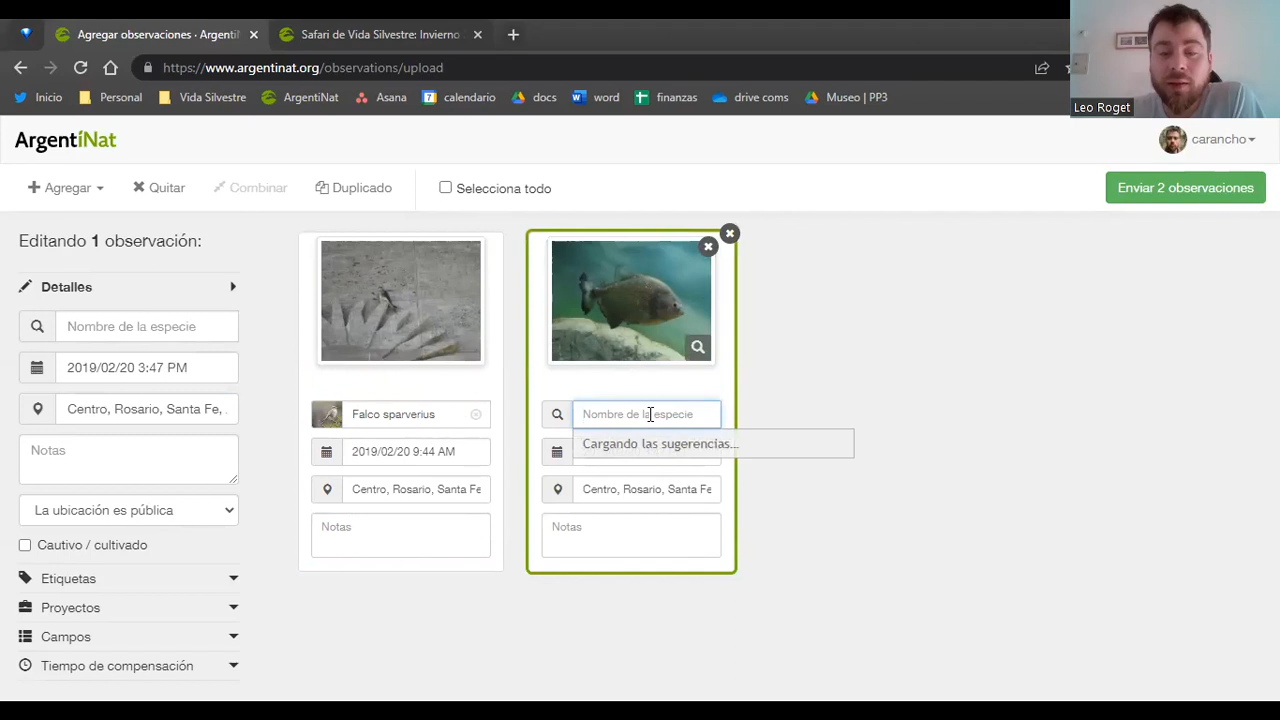 Agregar observaciones · Argentil
Safari de Vida Silvestre: Invierno
https://www.argentinat.org/observations/upload
Inicio Personal Vida Silvestre ArgentiNat Asana calendario docs word finanzas drive coms Museo | PP3
Leo Roget
ArgentíNat
carancho
Agregar Quitar Combinar Duplicado Selecciona todo Enviar 2 observaciones
Editando 1 observación:
Detalles
Nombre de la especie
2019/02/20 3:47 PM
Centro, Rosario, Santa Fe,
Notas
La ubicación es pública
Cautivo / cultivado
Etiquetas
Proyectos
Campos
Tiempo de compensación
Falco sparverius
2019/02/20 9:44 AM
Centro, Rosario, Santa Fe
Notas
Nombre de la especie
Cargando las sugerencias...
Centro, Rosario, Santa Fe
Notas